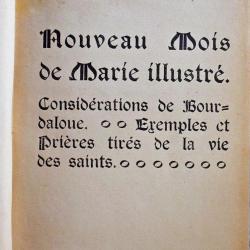 Nouveau Mois
de Marie illustré.
Considérations de Bour=
daloue. o o Exemples et
Prières tirés de la vie
des saints. o o o o o o o